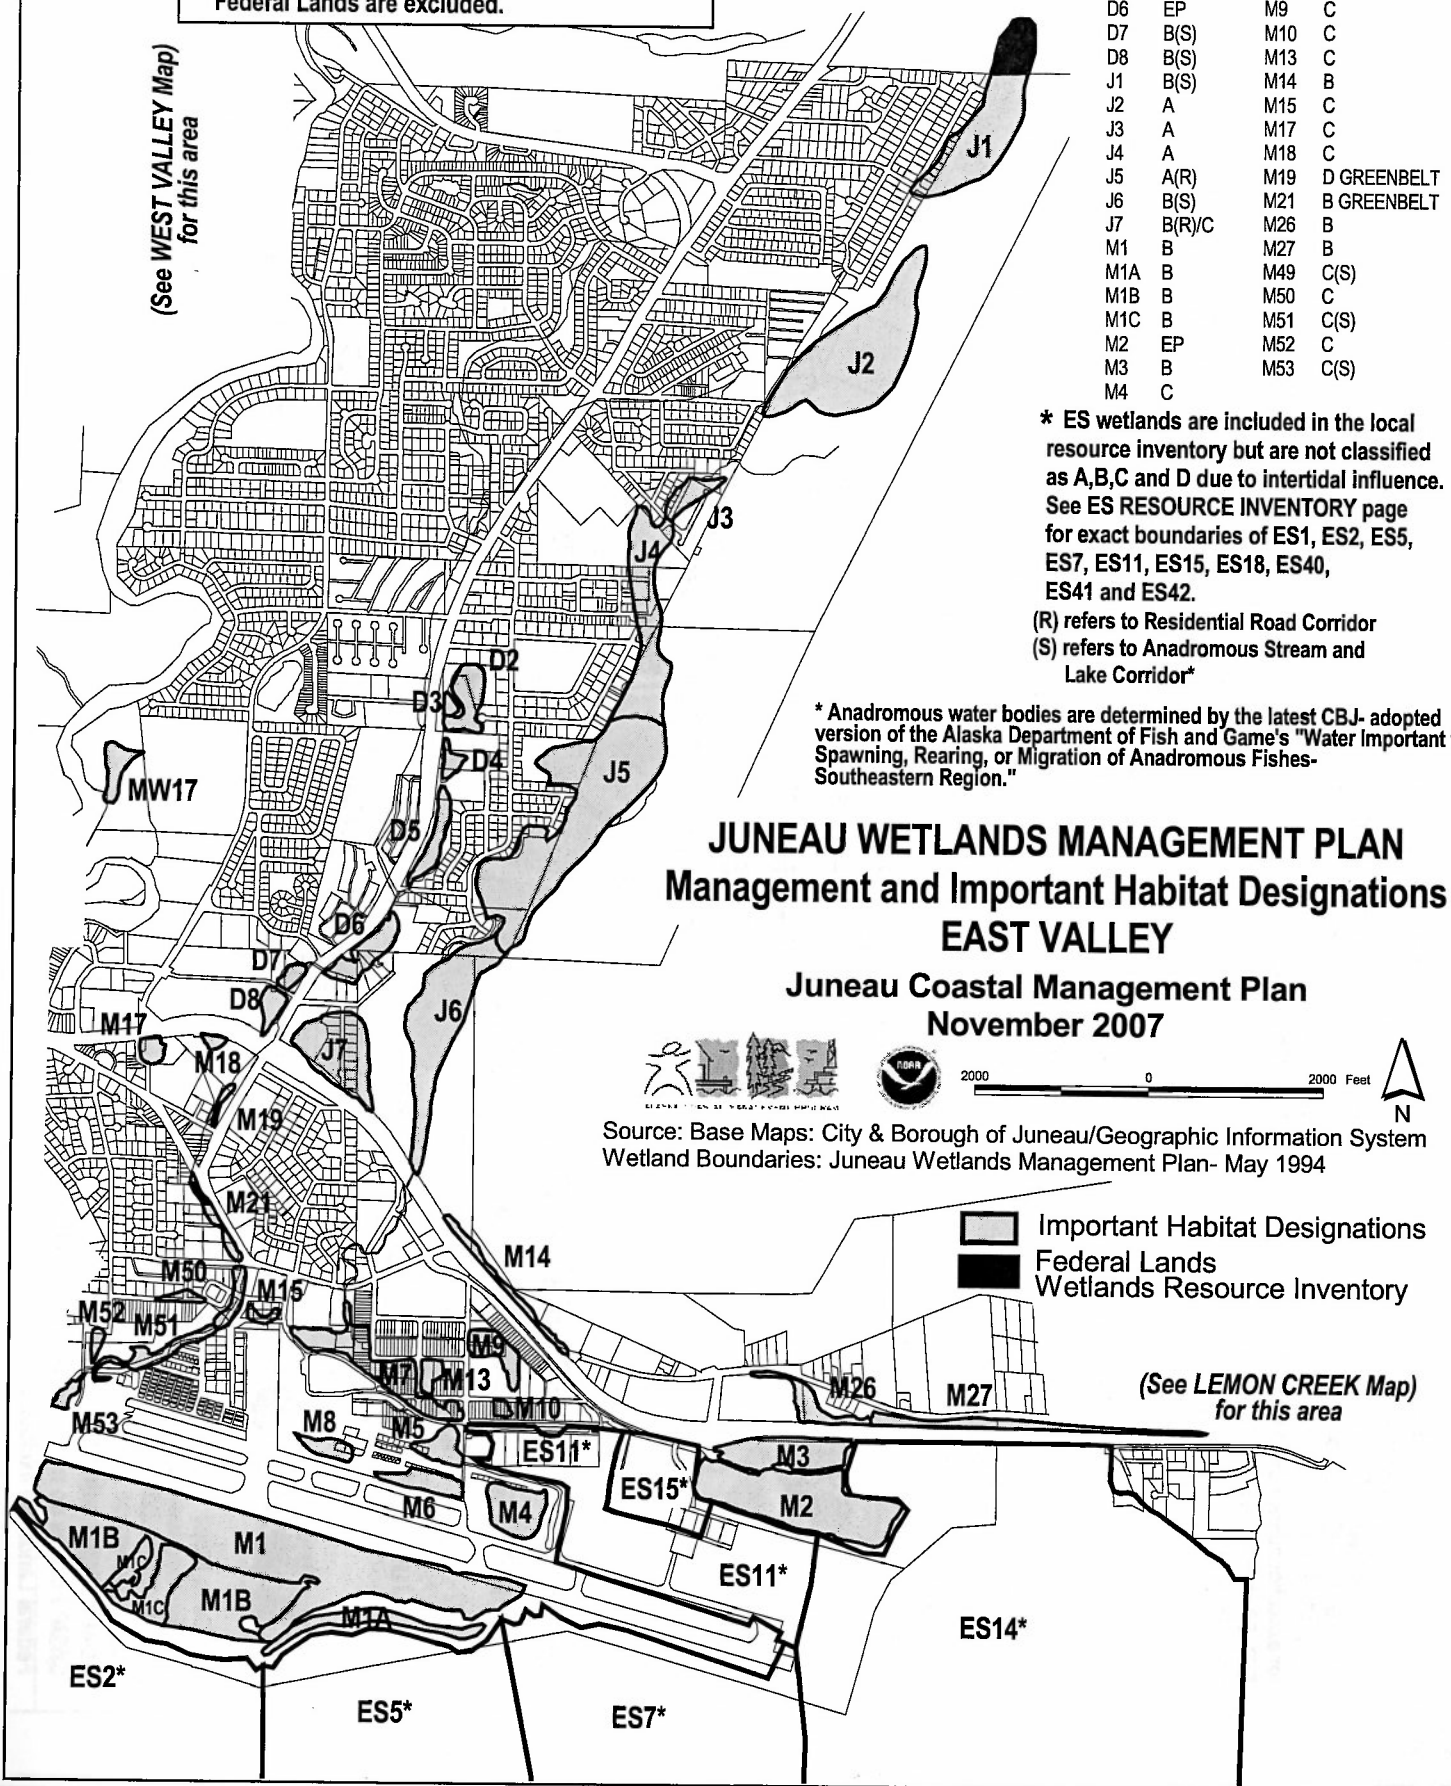 Federal Lands are excluded.
(See WEST VALLEY Map)
for this area
D6 EP M9 C
D7 B(S) M10 C
D8 B(S) M13 C
J1 B(S) M14 B
J2 A M15 C
J3 A M17 C
J4 A M18 C
J5 A(R) M19 D GREENBELT
J6 B(S) M21 B GREENBELT
J7 B(R)/C M26 B
M1 B M27 B
M1A B M49 C(S)
M1B B M50 C
M1C B M51 C(S)
M2 EP M52 C
M3 B M53 C(S)
M4 C
* ES wetlands are included in the local
resource inventory but are not classified
as A,B,C and D due to intertidal influence.
See ES RESOURCE INVENTORY page
for exact boundaries of ES1, ES2, ES5,
ES7, ES11, ES15, ES18, ES40,
ES41 and ES42.
(R) refers to Residential Road Corridor
(S) refers to Anadromous Stream and
Lake Corridor*
* Anadromous water bodies are determined by the latest CBJ- adopted
version of the Alaska Department of Fish and Game's "Water Important
Spawning, Rearing, or Migration of Anadromous Fishes-
Southeastern Region."
JUNEAU WETLANDS MANAGEMENT PLAN
Management and Important Habitat Designations
EAST VALLEY
Juneau Coastal Management Plan
November 2007
NOAA
2000 0 2000 Feet
N
Source: Base Maps: City & Borough of Juneau/Geographic Information System
Wetland Boundaries: Juneau Wetlands Management Plan- May 1994
Important Habitat Designations
Federal Lands
Wetlands Resource Inventory
(See LEMON CREEK Map)
for this area
J1
J2
J3
J4
D2
D3
D4
J5
MW17
D5
D6
D7
D8
J6
M17
J7
M18
M19
M21
M14
M50
M15
M52
M51
M9
M7
M13
M26
M27
M10
M53
M8
M5
ES11*
M3
ES15*
M6
M4
M2
M1B
M1
M1C
ES11*
M1B
M1C
M1A
ES14*
ES2*
ES5*
ES7*